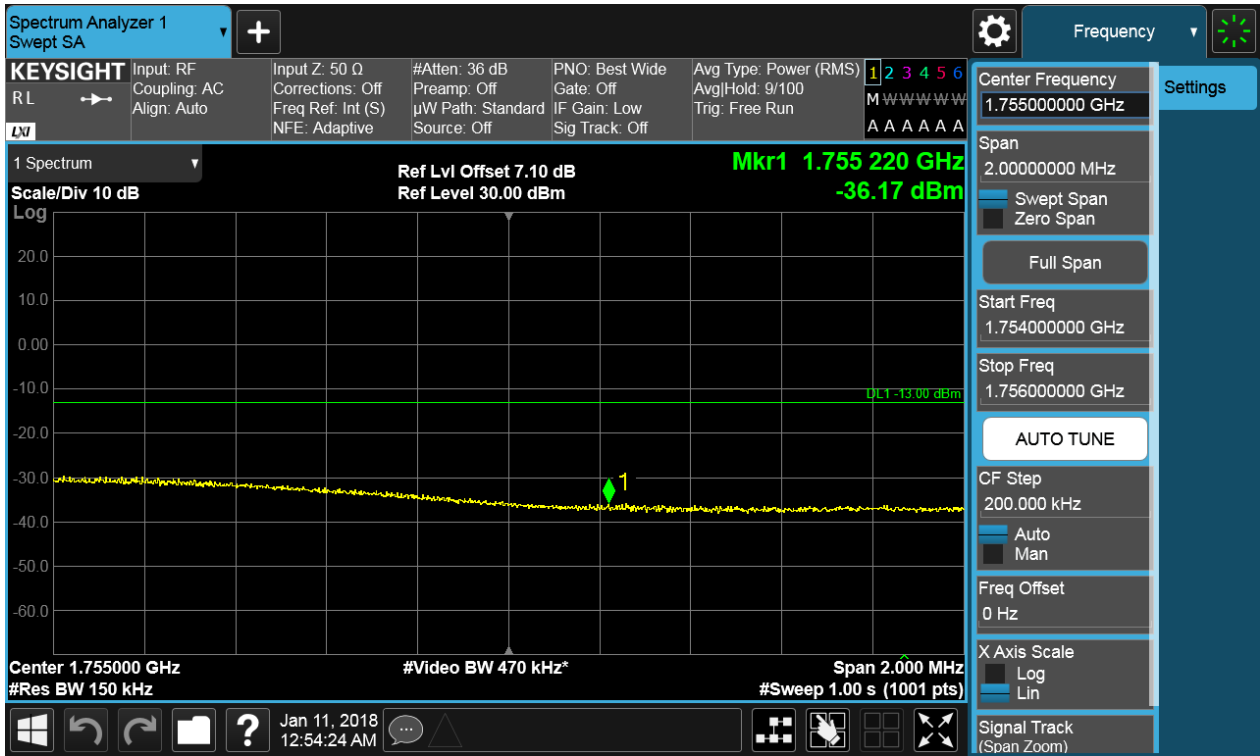 Spectrum Analyzer 1
Swept SA
Frequency
KEYSIGHT
R L
LXI
Input: RF
Coupling: AC
Align: Auto
Input Z: 50 Ω
Corrections: Off
Freq Ref: Int (S)
NFE: Adaptive
#Atten: 36 dB
Preamp: Off
µW Path: Standard
Source: Off
PNO: Best Wide
Gate: Off
IF Gain: Low
Sig Track: Off
Avg Type: Power (RMS)
Avg|Hold: 9/100
Trig: Free Run
1 2 3 4 5 6
M W W W W W
A A A A A A
1 Spectrum
Scale/Div 10 dB
Log
Ref Lvl Offset 7.10 dB
Ref Level 30.00 dBm
Mkr1 1.755 220 GHz
-36.17 dBm
20.0
10.0
0.00
-10.0
-20.0
-30.0
-40.0
-50.0
-60.0
DL1 -13.00 dBm
1
Center 1.755000 GHz
#Res BW 150 kHz
#Video BW 470 kHz*
Span 2.000 MHz
#Sweep 1.00 s (1001 pts)
Center Frequency
1.755000000 GHz
Span
2.00000000 MHz
Swept Span
Zero Span
Full Span
Start Freq
1.754000000 GHz
Stop Freq
1.756000000 GHz
AUTO TUNE
CF Step
200.000 kHz
Auto
Man
Freq Offset
0 Hz
X Axis Scale
Log
Lin
Signal Track
(Span Zoom)
Settings
?
Jan 11, 2018
12:54:24 AM